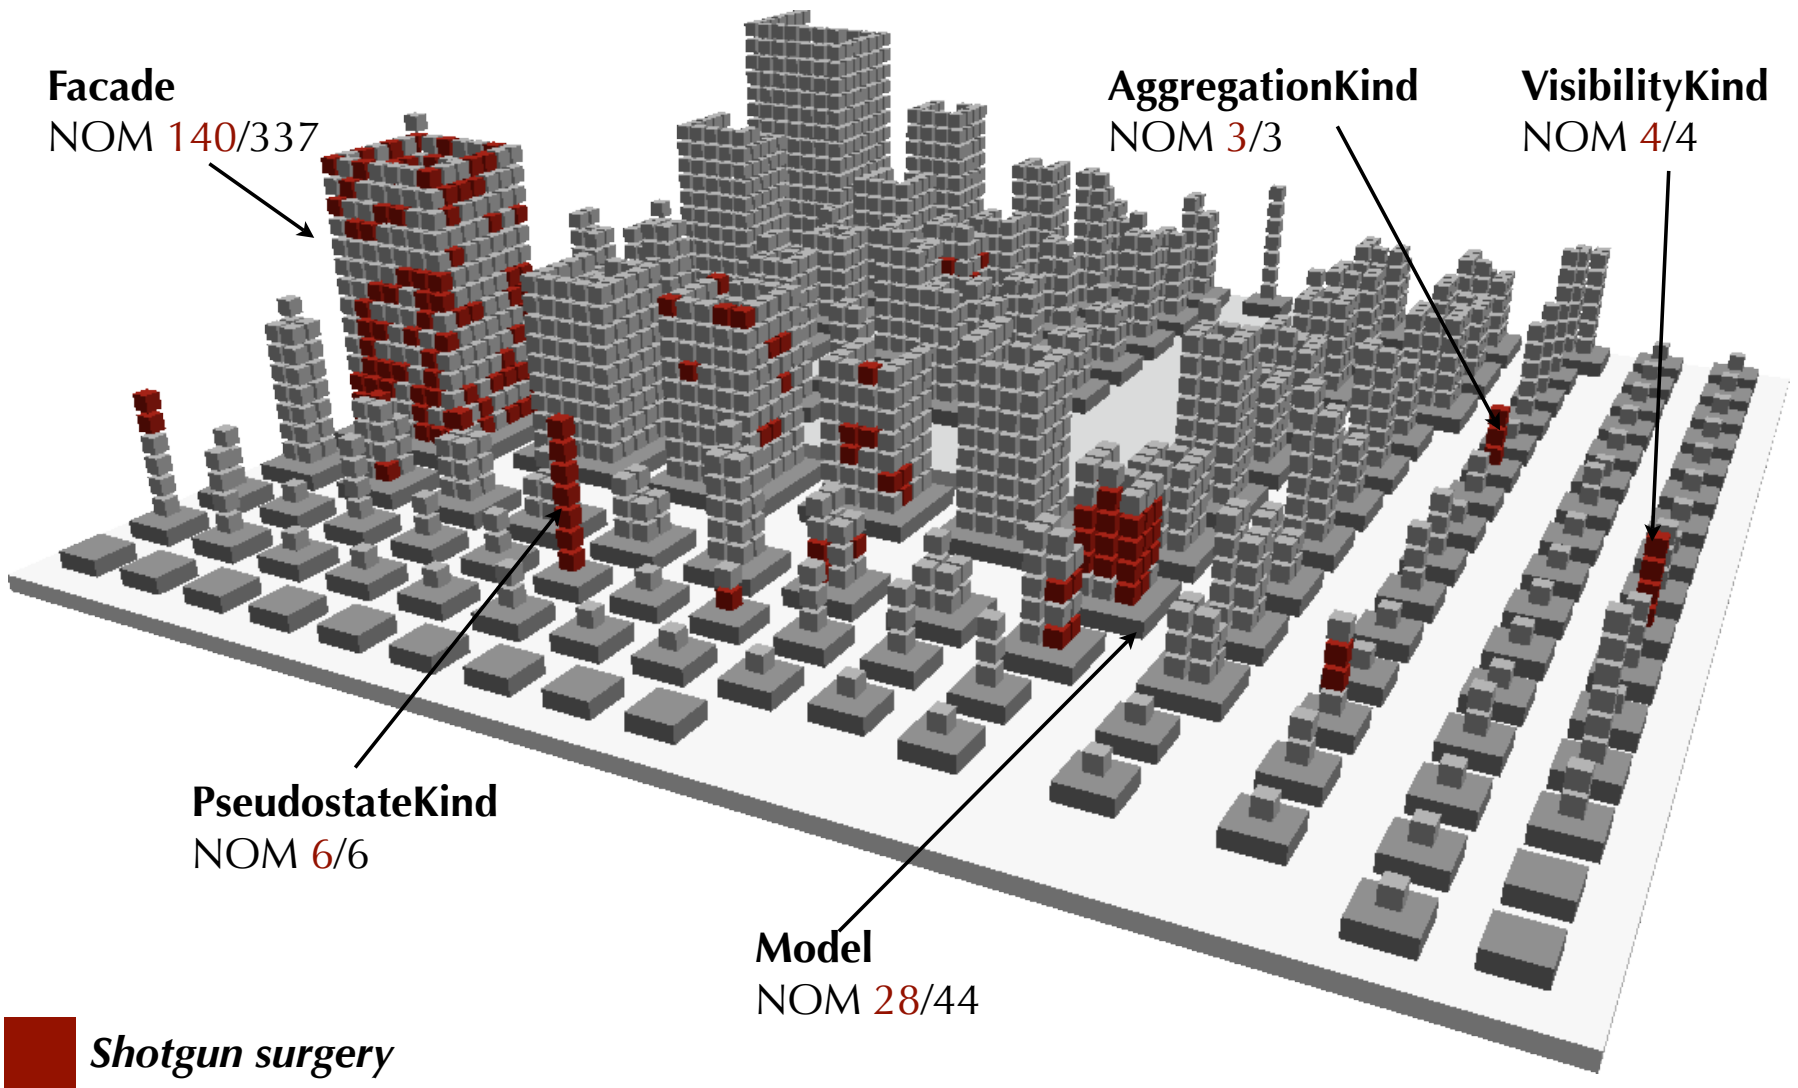 Facade
NOM 140/337
AggregationKind
NOM 3/3
VisibilityKind
NOM 4/4
PseudostateKind
NOM 6/6
Model
NOM 28/44
Shotgun surgery